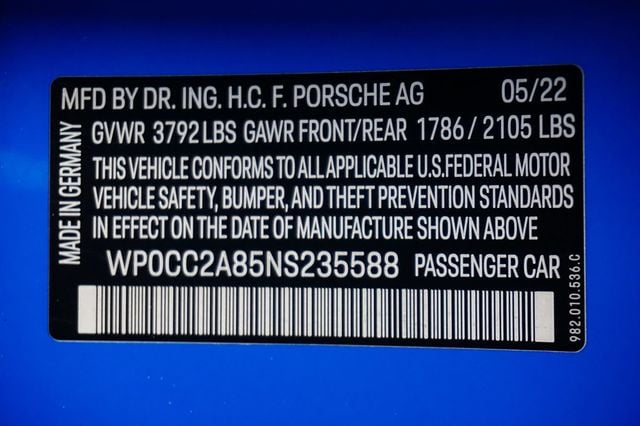 MFD BY DR. ING. H.C. F. PORSCHE AG 05/22
GVWR 3792 LBS GAWR FRONT/REAR 1786 / 2105 LBS
THIS VEHICLE CONFORMS TO ALL APPLICABLE U.S.FEDERAL MOTOR
VEHICLE SAFETY, BUMPER, AND THEFT PREVENTION STANDARDS
IN EFFECT ON THE DATE OF MANUFACTURE SHOWN ABOVE
WP0CC2A85NS235588 PASSENGER CAR
MADE IN GERMANY
982.010.536.C